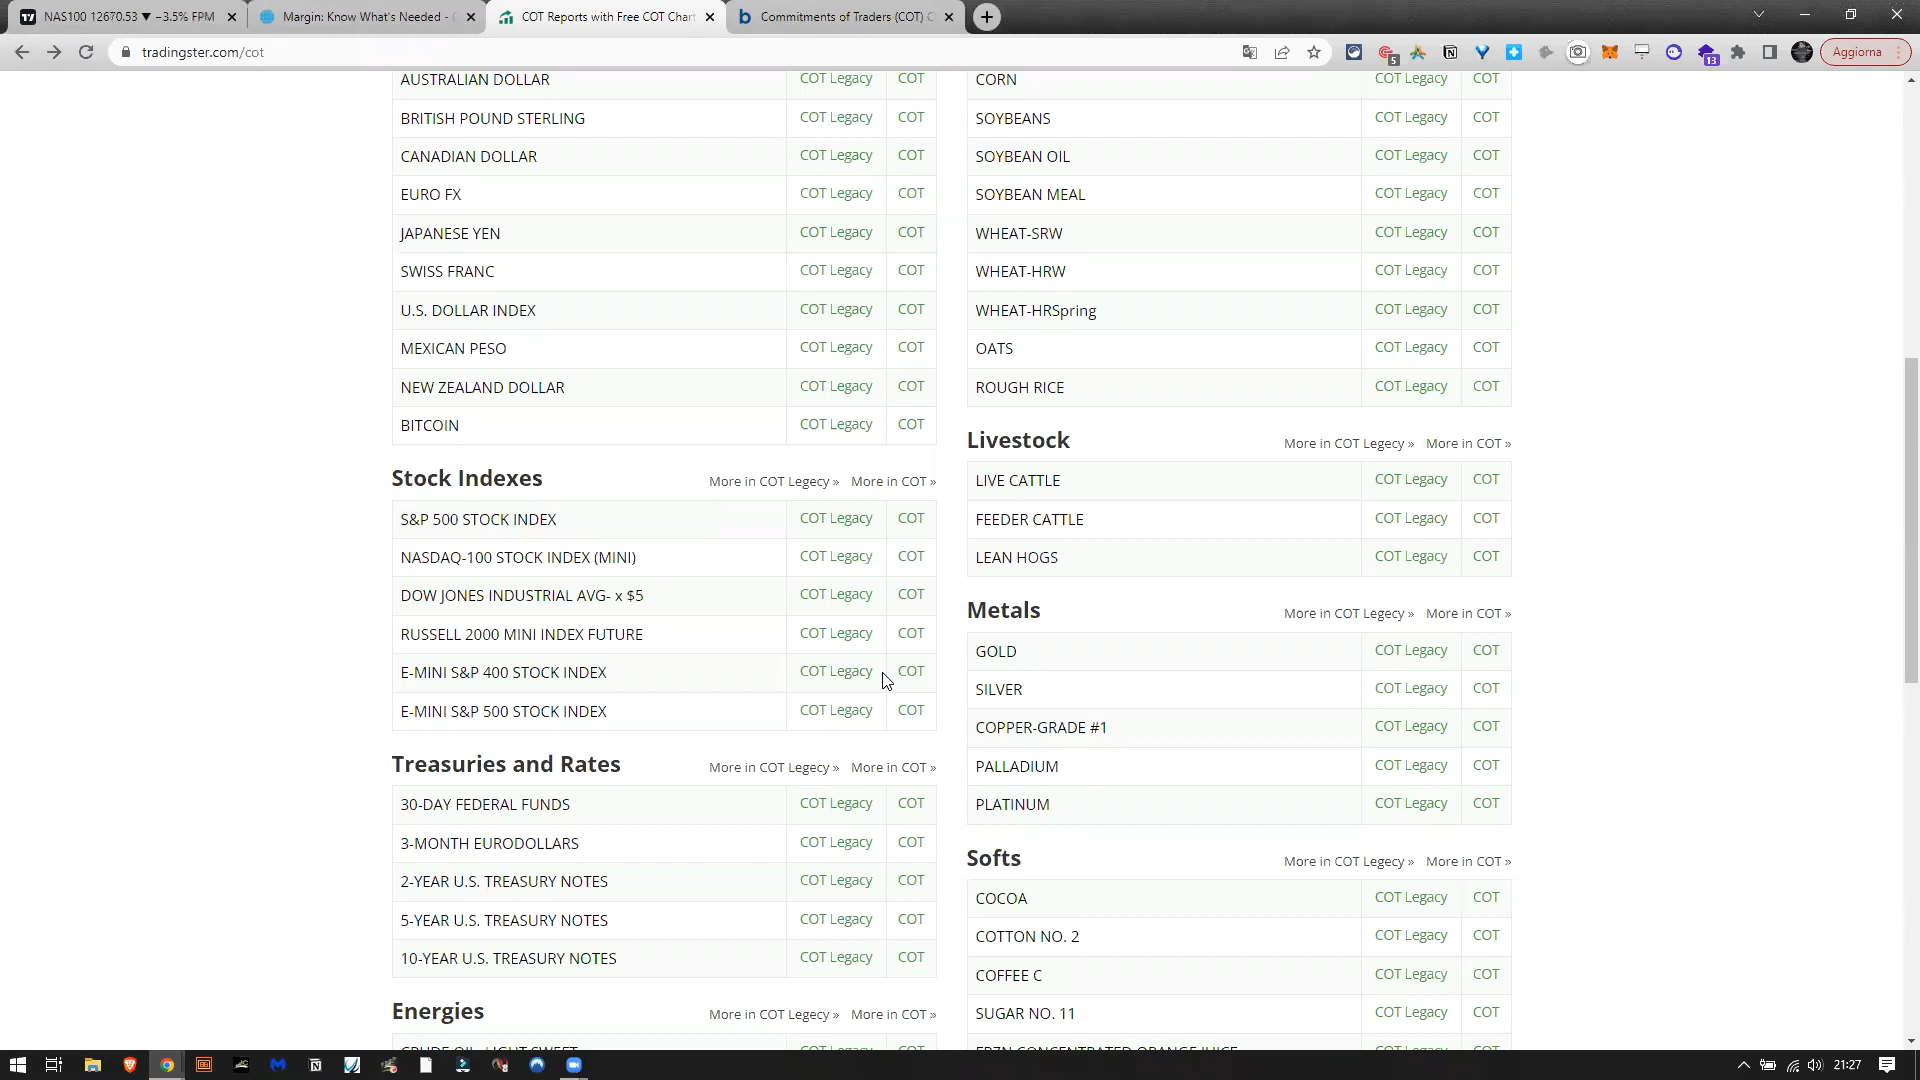 NAS100 12670.53 ▼ −3.5% FPM
Margin: Know What's Needed -
COT Reports with Free COT Chart
Commitments of Traders (COT) C
tradingster.com/cot
5
13
Aggiorna
AUSTRALIAN DOLLAR COT Legacy COT
BRITISH POUND STERLING COT Legacy COT
CANADIAN DOLLAR COT Legacy COT
EURO FX COT Legacy COT
JAPANESE YEN COT Legacy COT
SWISS FRANC COT Legacy COT
U.S. DOLLAR INDEX COT Legacy COT
MEXICAN PESO COT Legacy COT
NEW ZEALAND DOLLAR COT Legacy COT
BITCOIN COT Legacy COT
Stock Indexes More in COT Legacy » More in COT »
S&P 500 STOCK INDEX COT Legacy COT
NASDAQ-100 STOCK INDEX (MINI) COT Legacy COT
DOW JONES INDUSTRIAL AVG- x $5 COT Legacy COT
RUSSELL 2000 MINI INDEX FUTURE COT Legacy COT
E-MINI S&P 400 STOCK INDEX COT Legacy COT
E-MINI S&P 500 STOCK INDEX COT Legacy COT
Treasuries and Rates More in COT Legacy » More in COT »
30-DAY FEDERAL FUNDS COT Legacy COT
3-MONTH EURODOLLARS COT Legacy COT
2-YEAR U.S. TREASURY NOTES COT Legacy COT
5-YEAR U.S. TREASURY NOTES COT Legacy COT
10-YEAR U.S. TREASURY NOTES COT Legacy COT
Energies More in COT Legacy » More in COT »
CRUDE OIL, LIGHT SWEET COT Legacy COT
CORN COT Legacy COT
SOYBEANS COT Legacy COT
SOYBEAN OIL COT Legacy COT
SOYBEAN MEAL COT Legacy COT
WHEAT-SRW COT Legacy COT
WHEAT-HRW COT Legacy COT
WHEAT-HRSpring COT Legacy COT
OATS COT Legacy COT
ROUGH RICE COT Legacy COT
Livestock More in COT Legacy » More in COT »
LIVE CATTLE COT Legacy COT
FEEDER CATTLE COT Legacy COT
LEAN HOGS COT Legacy COT
Metals More in COT Legacy » More in COT »
GOLD COT Legacy COT
SILVER COT Legacy COT
COPPER-GRADE #1 COT Legacy COT
PALLADIUM COT Legacy COT
PLATINUM COT Legacy COT
Softs More in COT Legacy » More in COT »
COCOA COT Legacy COT
COTTON NO. 2 COT Legacy COT
COFFEE C COT Legacy COT
SUGAR NO. 11 COT Legacy COT
FRZN CONCENTRATED ORANGE JUICE COT Legacy COT
21:27